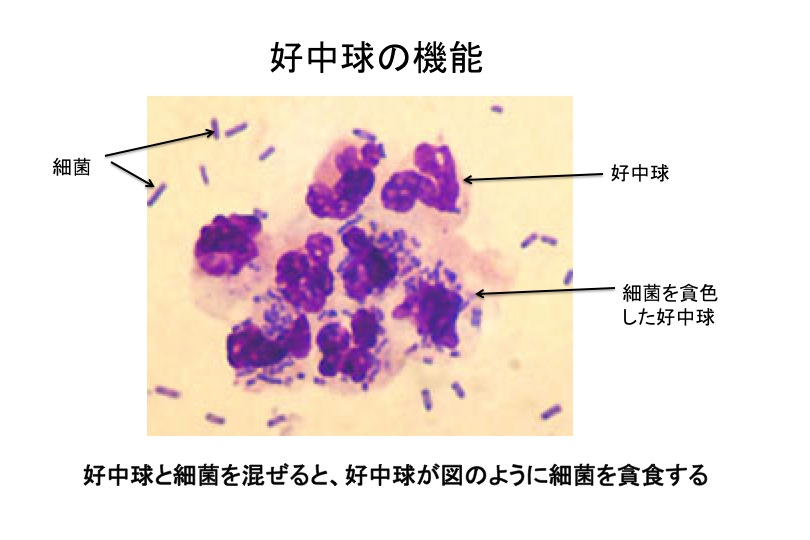 好中球の機能
細菌
好中球
細菌を貪色
した好中球
好中球と細菌を混ぜると、好中球が図のように細菌を貪食する